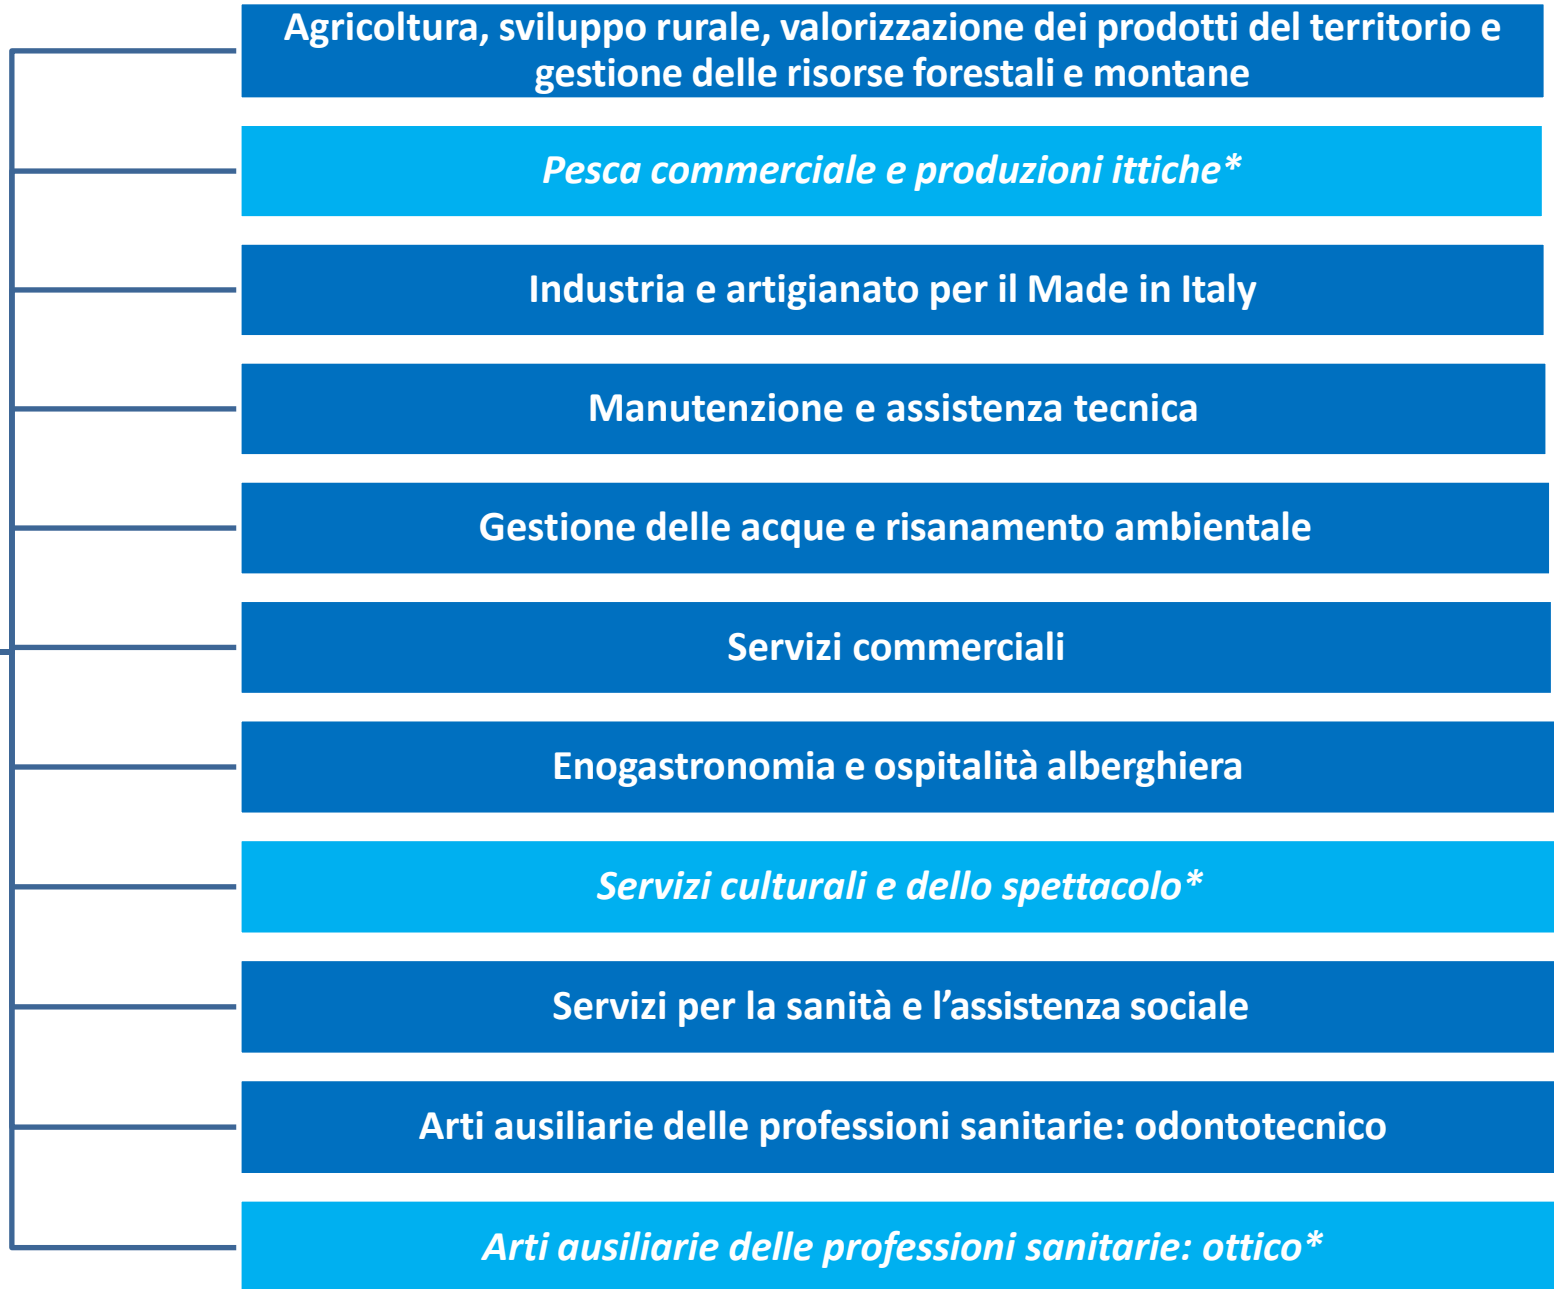 Agricoltura, sviluppo rurale, valorizzazione dei prodotti del territorio e
gestione delle risorse forestali e montane
Pesca commerciale e produzioni ittiche*
Industria e artigianato per il Made in Italy
Manutenzione e assistenza tecnica
Gestione delle acque e risanamento ambientale
Servizi commerciali
Enogastronomia e ospitalità alberghiera
Servizi culturali e dello spettacolo*
Servizi per la sanità e l’assistenza sociale
Arti ausiliarie delle professioni sanitarie: odontotecnico
Arti ausiliarie delle professioni sanitarie: ottico*